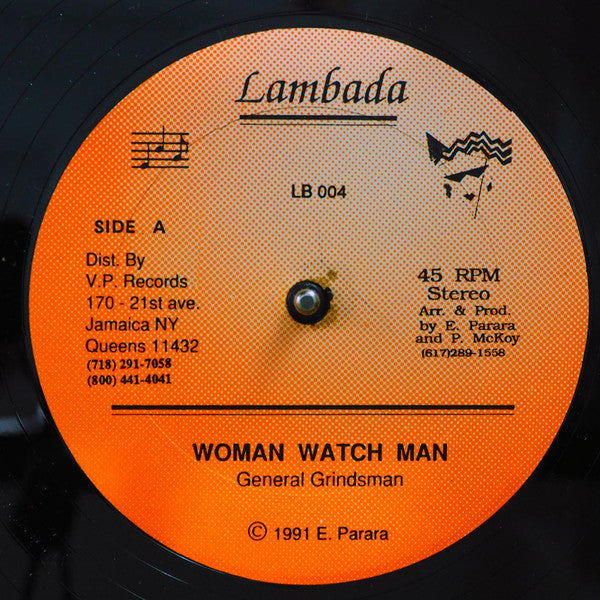 Lambada
LB 004
SIDE A
Dist. By
V.P. Records
170 - 21st ave.
Jamaica NY
Queens 11432
(718) 291-7058
(800) 441-4041
45 RPM
Stereo
Arr. & Prod.
by E. Parara
and P. McKoy
(617)289-1558
WOMAN WATCH MAN
General Grindsman
© 1991 E. Parara